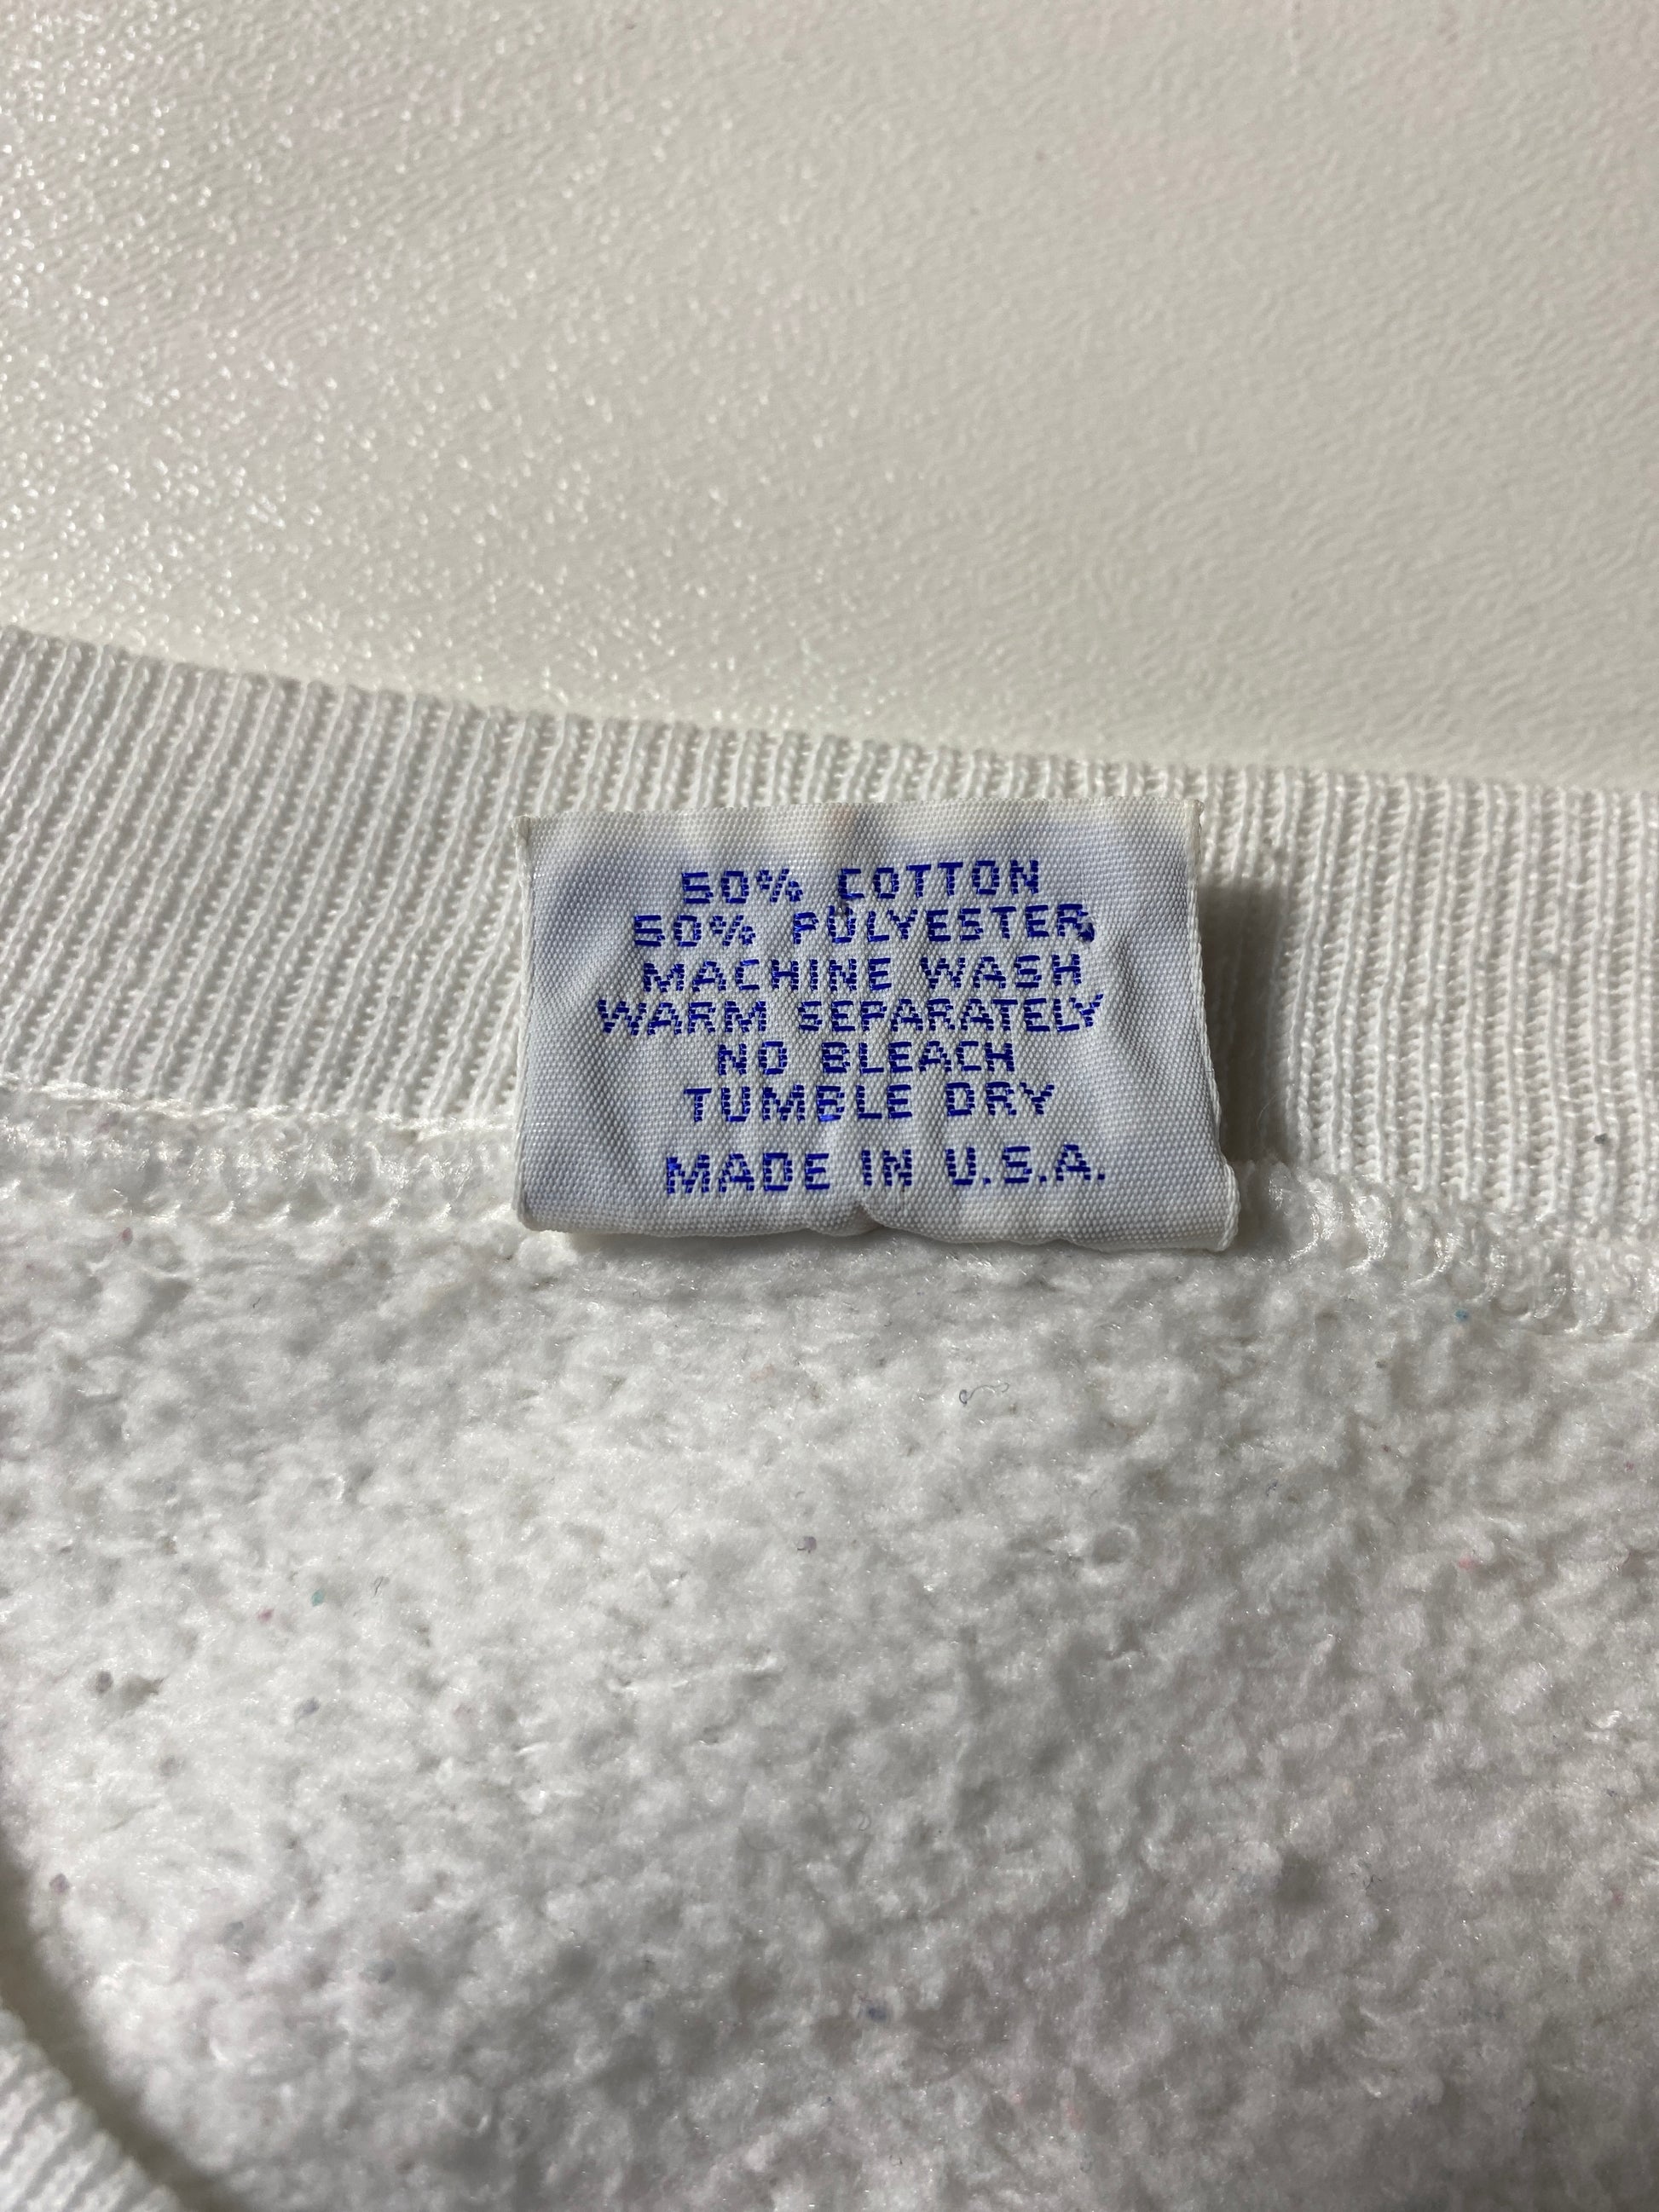 50% COTTON
50% POLYESTER
MACHINE WASH
WARM SEPARATELY
NO BLEACH
TUMBLE DRY
MADE IN U.S.A.